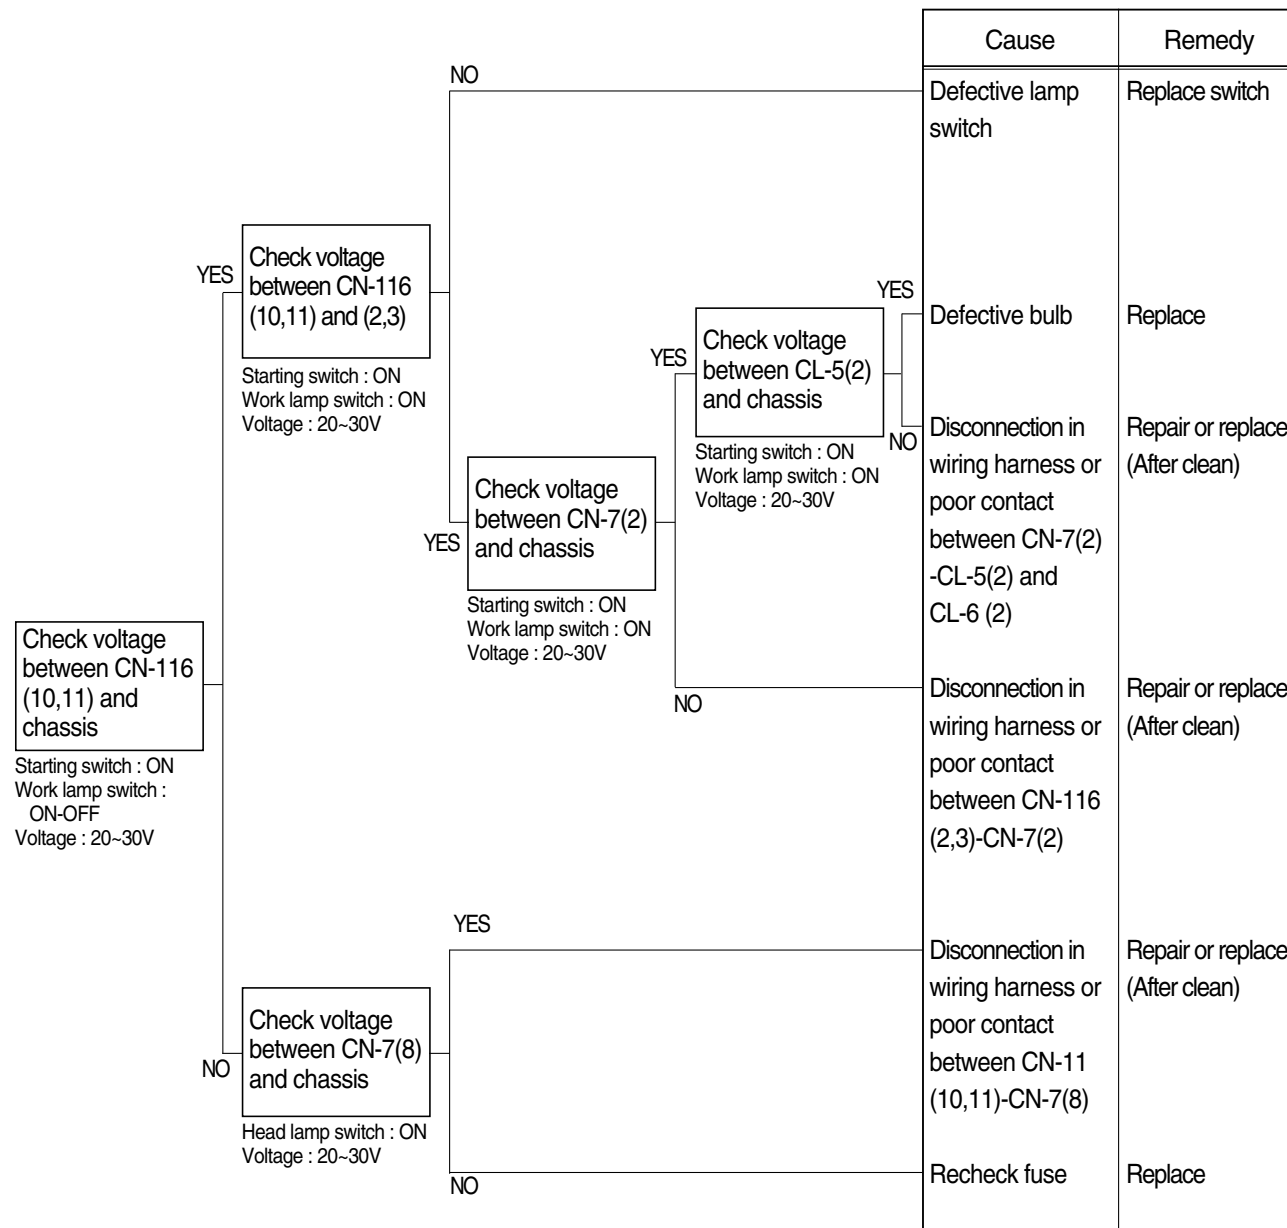 Cause
Remedy
NO
Defective lamp
switch
Replace switch
YES
Check voltage
between CN-116
(10,11) and (2,3)
Starting switch : ON
Work lamp switch : ON
Voltage : 20~30V
YES
Defective bulb
Replace
YES
Check voltage
between CL-5(2)
and chassis
Starting switch : ON
Work lamp switch : ON
Voltage : 20~30V
NO
Disconnection in
wiring harness or
poor contact
between CN-7(2)
-CL-5(2) and
CL-6 (2)
Repair or replace
(After clean)
YES
Check voltage
between CN-7(2)
and chassis
Starting switch : ON
Work lamp switch : ON
Voltage : 20~30V
NO
Disconnection in
wiring harness or
poor contact
between CN-116
(2,3)-CN-7(2)
Repair or replace
(After clean)
Check voltage
between CN-116
(10,11) and
chassis
Starting switch : ON
Work lamp switch :
ON-OFF
Voltage : 20~30V
YES
Disconnection in
wiring harness or
poor contact
between CN-11
(10,11)-CN-7(8)
Repair or replace
(After clean)
NO
Check voltage
between CN-7(8)
and chassis
Head lamp switch : ON
Voltage : 20~30V
NO
Recheck fuse
Replace